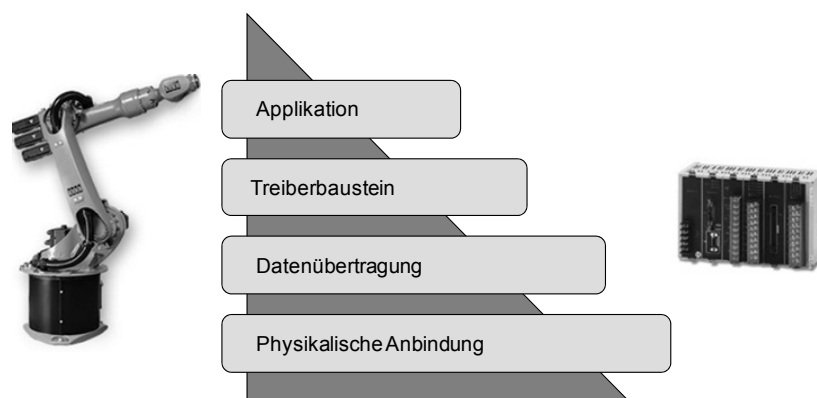 Applikation
Treiberbaustein
Datenübertragung
Physikalische Anbindung